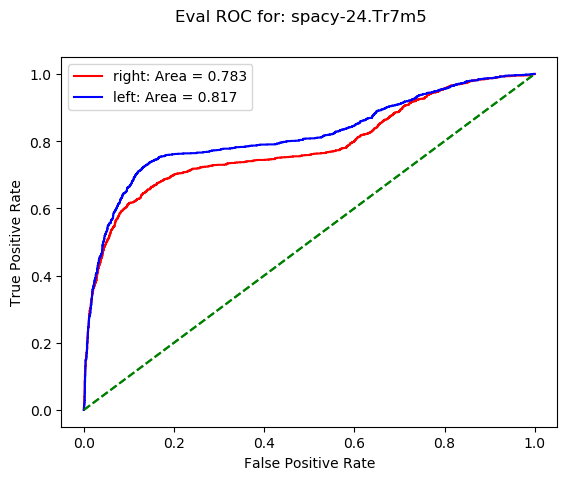 Eval ROC for: spacy-24.Tr7m5
right: Area = 0.783
left: Area = 0.817
True Positive Rate
1.0
0.8
0.6
0.4
0.2
0.0
0.0 0.2 0.4 0.6 0.8 1.0
False Positive Rate